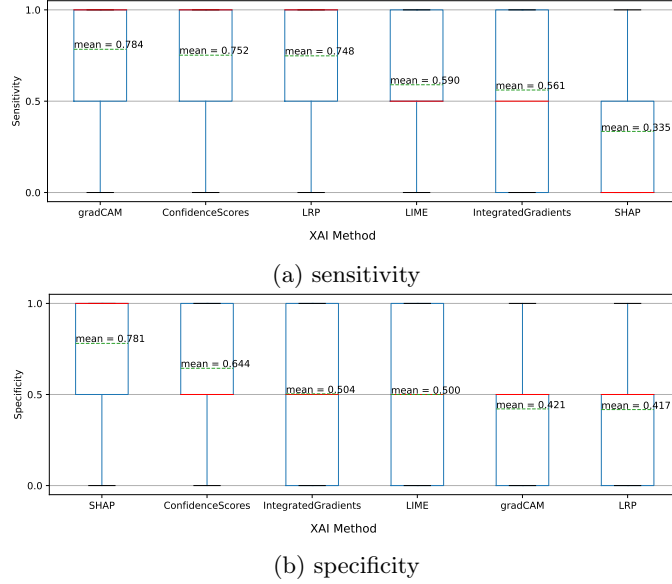 1.0
mean = 0.784
mean = 0.752
mean = 0.748
mean = 0.590
mean = 0.561
Sensitivity
0.5
mean = 0.335
0.0
gradCAM
ConfidenceScores
LRP
LIME
IntegratedGradients
SHAP
XAI Method
(a) sensitivity
1.0
mean = 0.781
mean = 0.644
Specificity
0.5
mean = 0.504
mean = 0.500
mean = 0.421
mean = 0.417
0.0
SHAP
ConfidenceScores
IntegratedGradients
LIME
gradCAM
LRP
XAI Method
(b) specificity